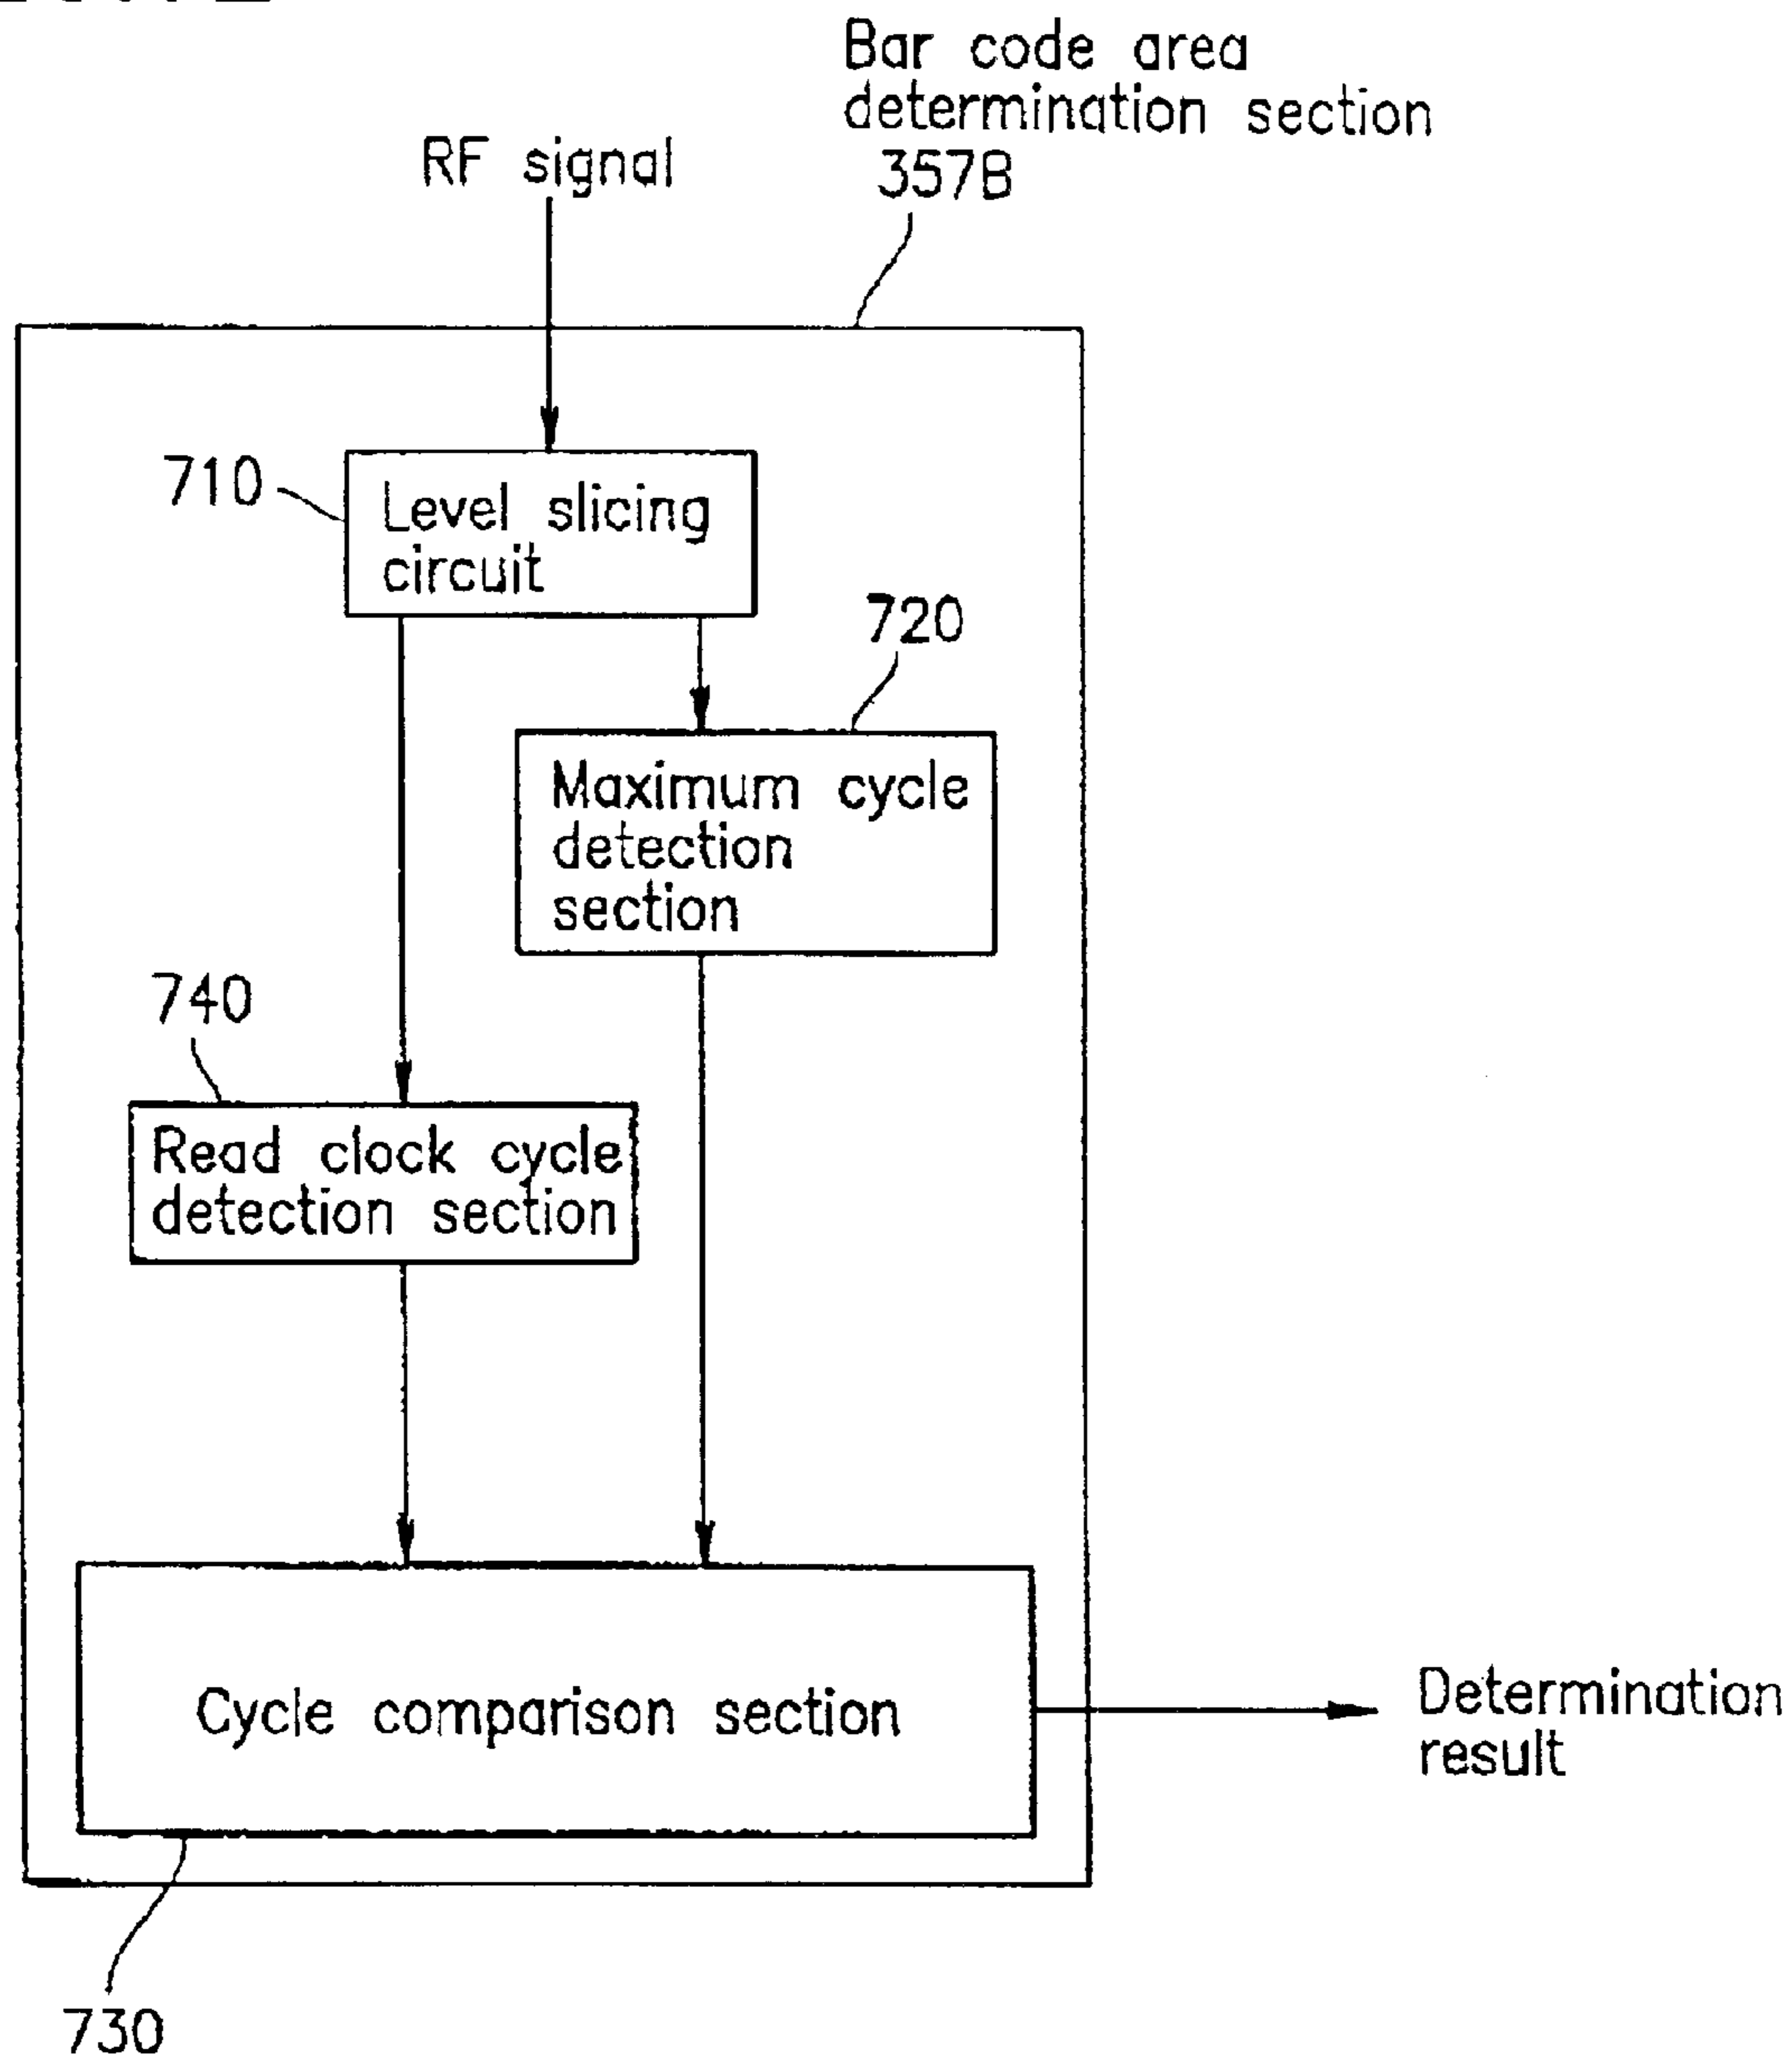 Bar code area
determination section
357B
RF signal
710
Level slicing
circuit
720
Maximum cycle
detection
section
740
Read clock cycle
detection section
Cycle comparison section
Determination
result
730